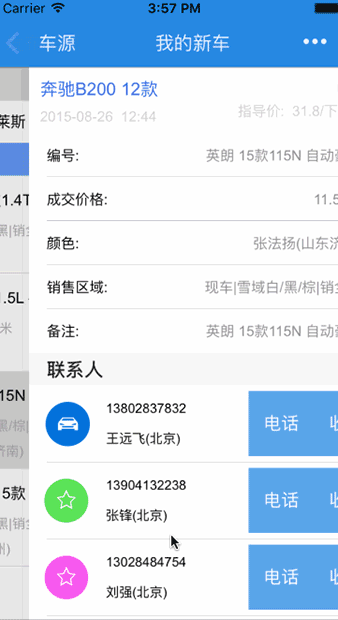 Carrier 3:57 PM
车源 我的新车
奔驰B200 12款
2015-08-26 12:44 指导价: 31.8/下
莱斯
编号: 英朗 15款115N 自动
1.4T 成交价格: 11.5
黑|销
颜色: 张法扬(山东济
1.5L 销售区域: 现车|雪域白/黑/棕|销
米
备注: 英朗 15款115N 自动
联系人
15N 13802837832
黑/棕 王远飞(北京) 电话 收
济南)
5款 13904132238
黑|销 张锋(北京) 电话
州)
13028484754
刘强(北京) 电话 收